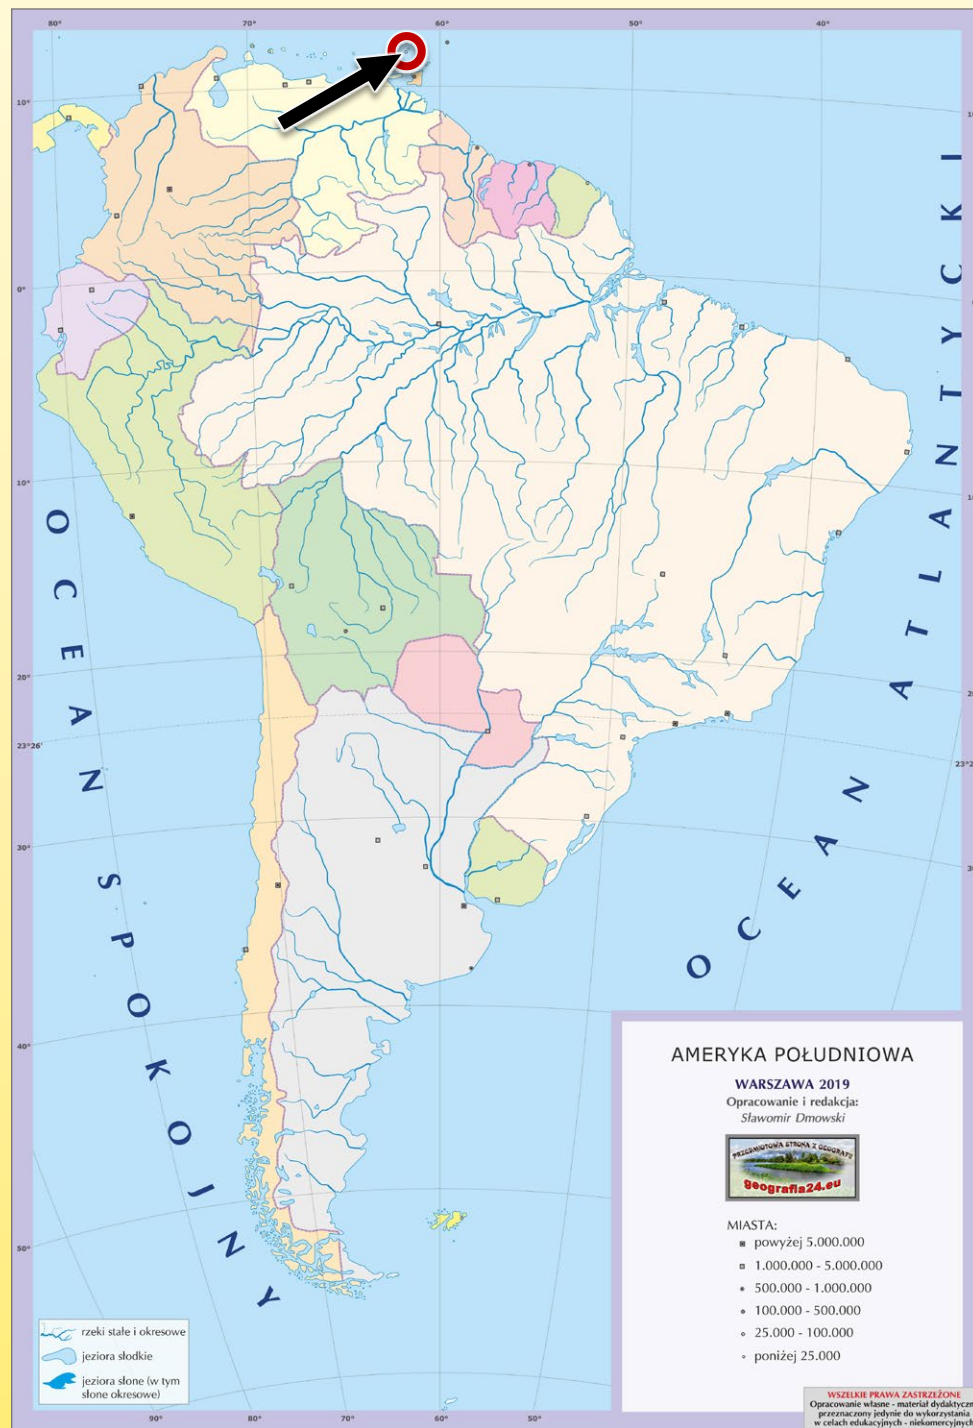 80°
70°
60°
50°
40°
10°
0°
10°
20°
23°26'
30°
40°
50°
90°
80°
70°
60°
50°
OCEAN SPOKOJNY
OCEAN ATLANTYCKI
AMERYKA POŁUDNIOWA
WARSZAWA 2019
Opracowanie i redakcja:
Sławomir Dmowski
PRZEDMIOTOWA STRONA Z GEOGRAFII
geografia24.eu
MIASTA:
powyżej 5.000.000
1.000.000 - 5.000.000
500.000 - 1.000.000
100.000 - 500.000
25.000 - 100.000
poniżej 25.000
rzeki stałe i okresowe
jeziora słodkie
jeziora słone (w tym
słone okresowe)
WSZELKIE PRAWA ZASTRZEŻONE
Opracowanie własne - materiał dydaktyczn
przeznaczony jedynie do wykorzystania
w celach edukacyjnych - niekomercyjnych